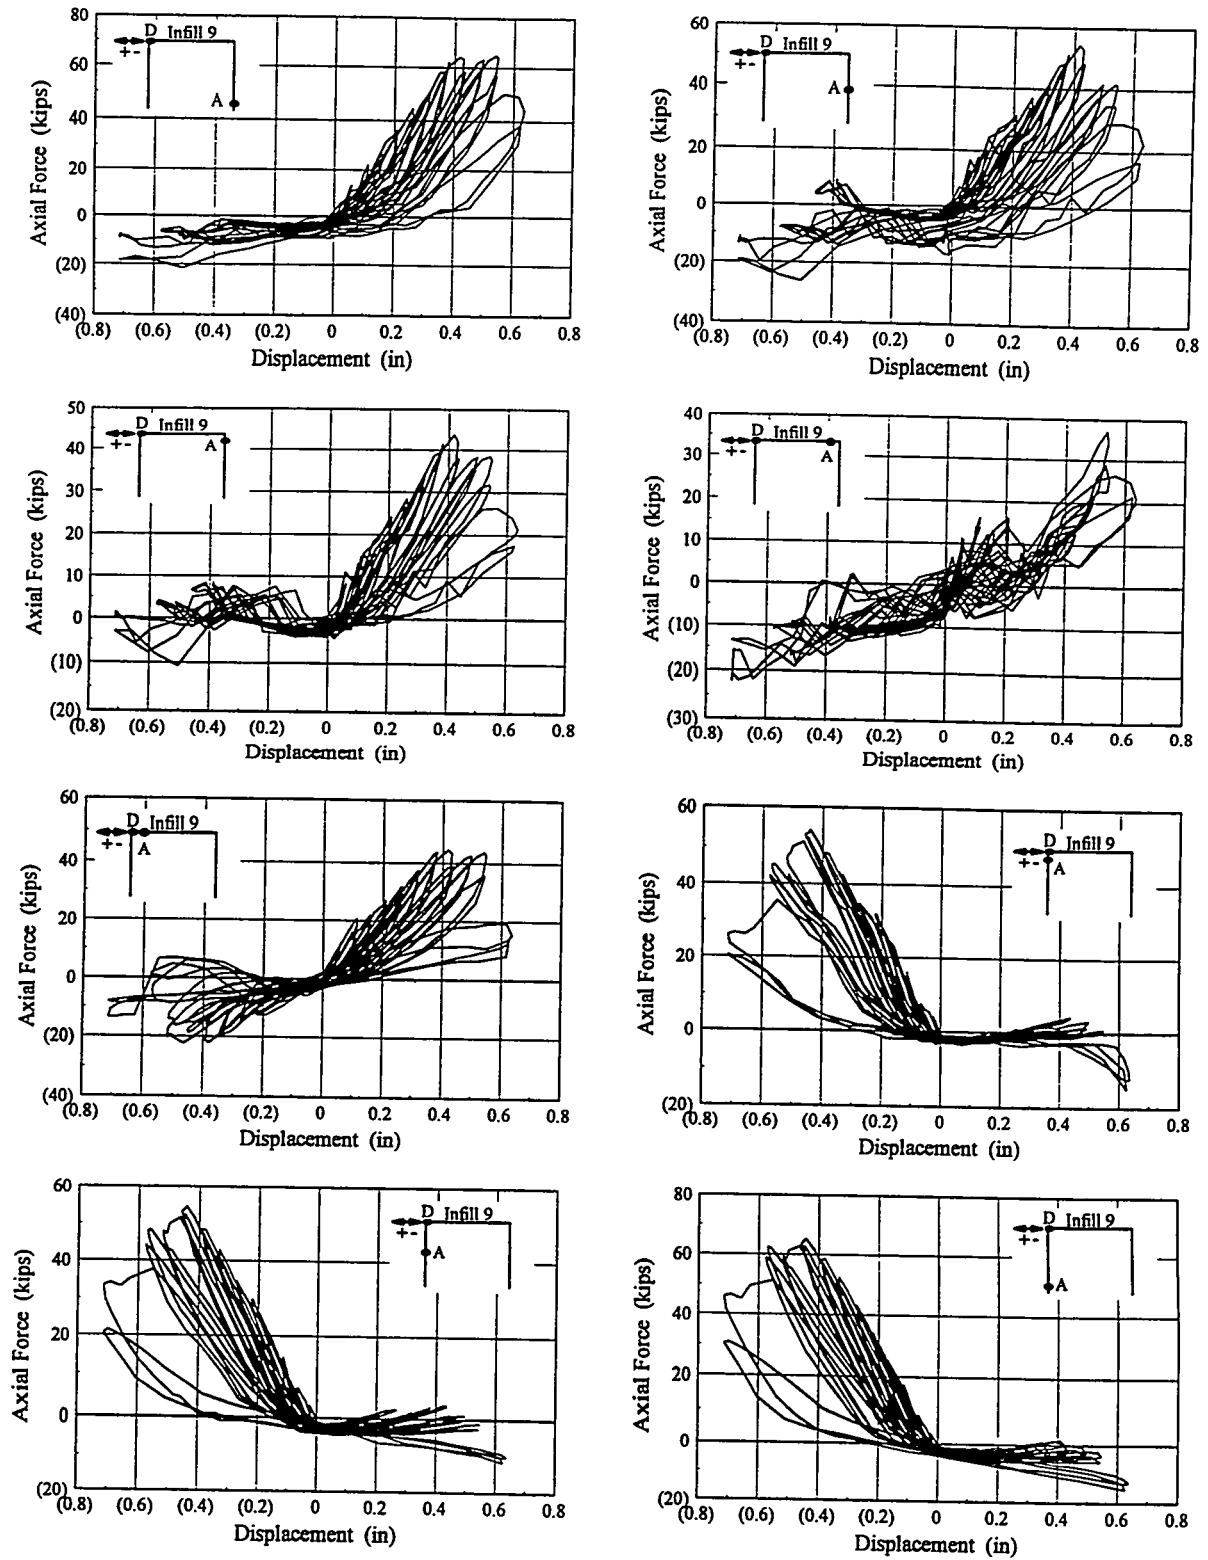 80
60
40
20
0
(20)
(40)
Axial Force (kips)
D Infill 9
+ -
A
(0.8) (0.6) (0.4) (0.2) 0 0.2 0.4 0.6 0.8
Displacement (in)
60
40
20
0
(20)
(40)
Axial Force (kips)
D Infill 9
+ -
A
(0.8) (0.6) (0.4) (0.2) 0 0.2 0.4 0.6 0.8
Displacement (in)
50
40
30
20
10
0
(10)
(20)
Axial Force (kips)
D Infill 9
+ -
A
(0.8) (0.6) (0.4) (0.2) 0 0.2 0.4 0.6 0.8
Displacement (in)
40
30
20
10
0
(10)
(20)
(30)
Axial Force (kips)
D Infill 9
+ -
A
(0.8) (0.6) (0.4) (0.2) 0 0.2 0.4 0.6 0.8
Displacement (in)
60
40
20
0
(20)
(40)
Axial Force (kips)
D Infill 9
+ -
A
(0.8) (0.6) (0.4) (0.2) 0 0.2 0.4 0.6 0.8
Displacement (in)
60
40
20
0
(20)
Axial Force (kips)
D Infill 9
+ -
A
(0.8) (0.6) (0.4) (0.2) 0 0.2 0.4 0.6 0.8
Displacement (in)
60
40
20
0
(20)
Axial Force (kips)
D Infill 9
+ -
A
(0.8) (0.6) (0.4) (0.2) 0 0.2 0.4 0.6 0.8
Displacement (in)
80
60
40
20
0
(20)
Axial Force (kips)
D Infill 9
+ -
A
(0.8) (0.6) (0.4) (0.2) 0 0.2 0.4 0.6 0.8
Displacement (in)